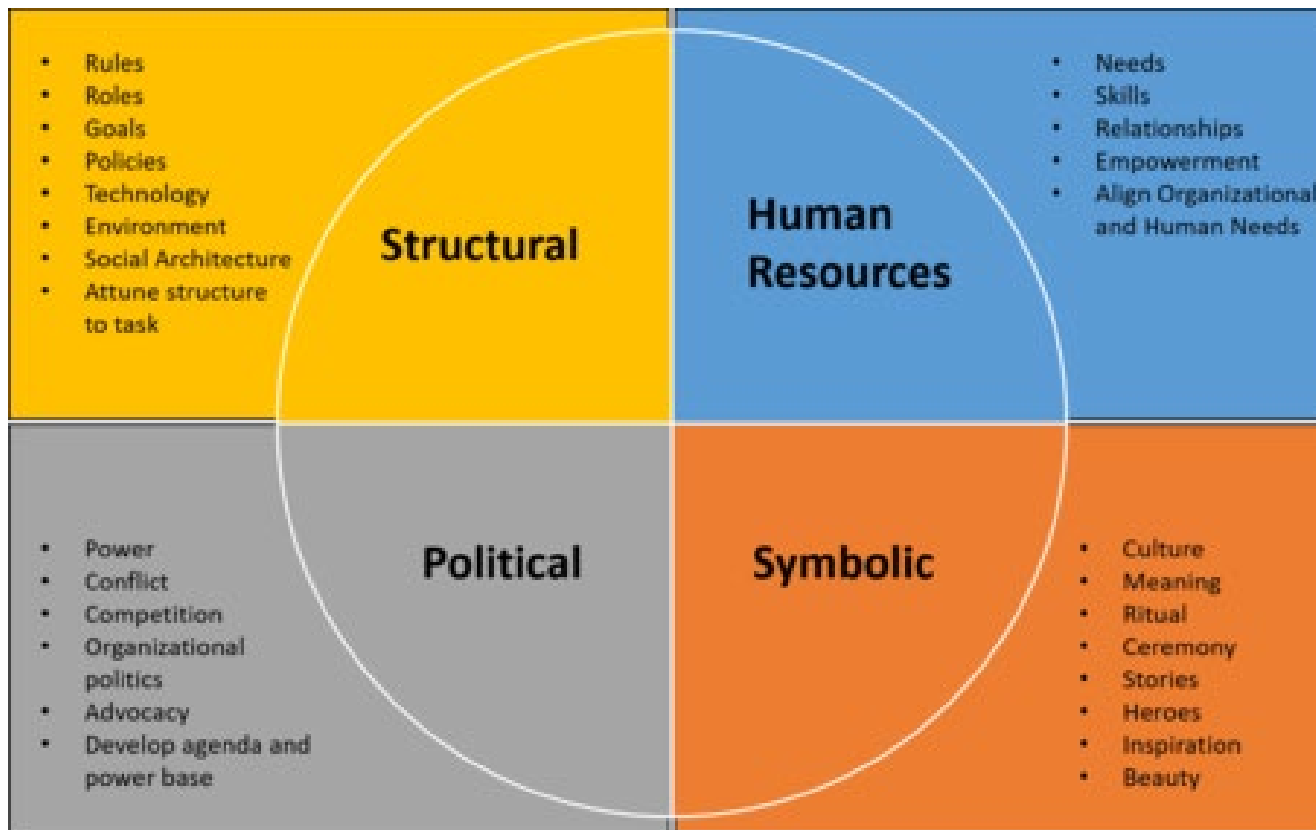 • Rules
• Roles
• Goals
• Policies
• Technology
• Environment
• Social Architecture
• Attune structure
to task
Structural
Human
Resources
• Needs
• Skills
• Relationships
• Empowerment
• Align Organizational
and Human Needs
• Power
• Conflict
• Competition
• Organizational
politics
• Advocacy
• Develop agenda and
power base
Political
Symbolic
• Culture
• Meaning
• Ritual
• Ceremony
• Stories
• Heroes
• Inspiration
• Beauty